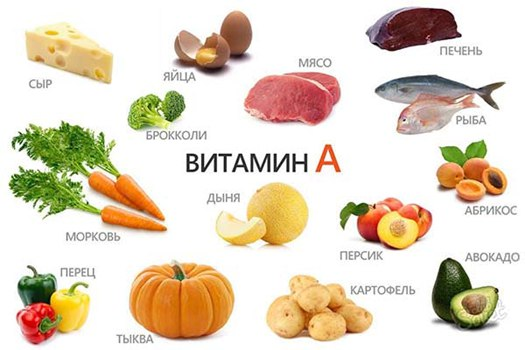 СЫР
ЯЙЦА
МЯСО
ПЕЧЕНЬ
БРОККОЛИ
РЫБА
ВИТАМИН А
МОРКОВЬ
ДЫНЯ
ПЕРСИК
АБРИКОС
ПЕРЕЦ
ТЫКВА
КАРТОФЕЛЬ
АВОКАДО